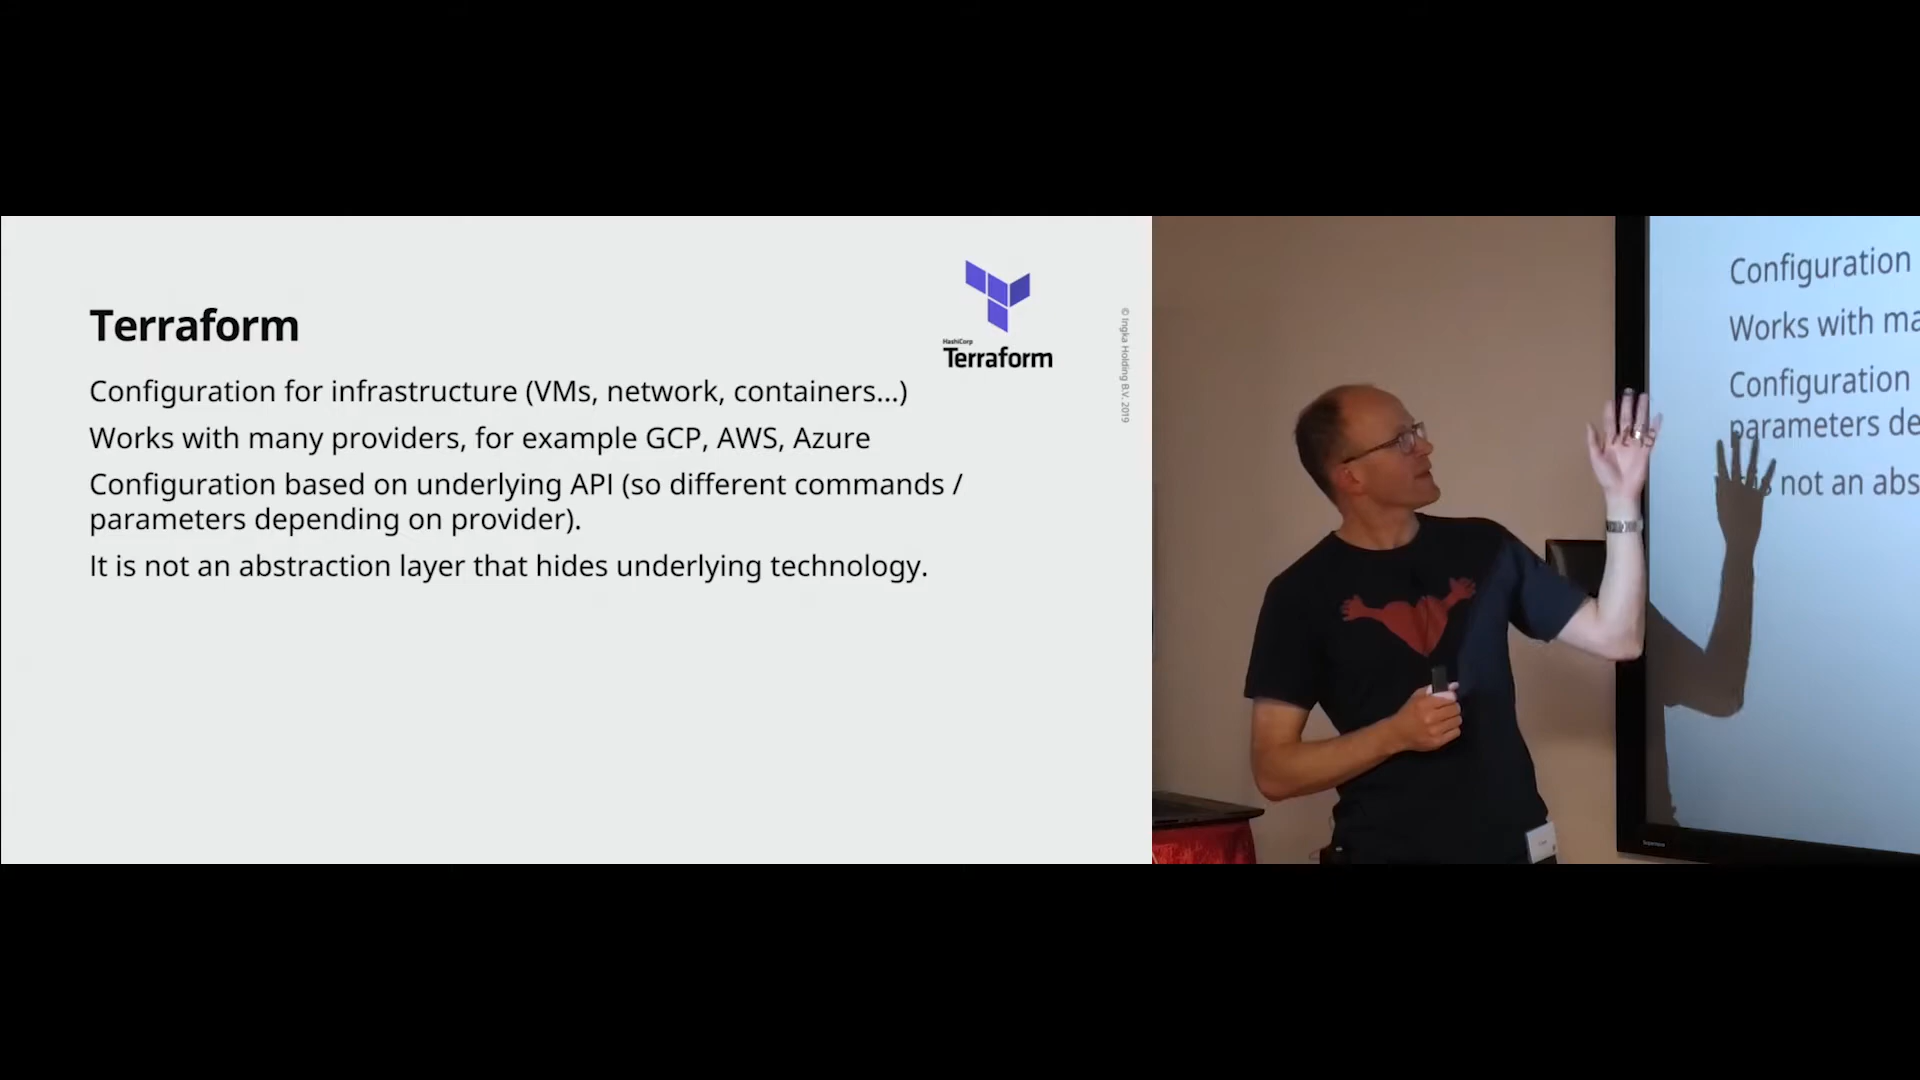 Terraform
HashiCorp
Terraform
© Ingka Holding B.V. 2019
Configuration for infrastructure (VMs, network, containers...)
Works with many providers, for example GCP, AWS, Azure
Configuration based on underlying API (so different commands /
parameters depending on provider).
It is not an abstraction layer that hides underlying technology.
Configuration
Works with ma
Configuration
parameters de
not an abs